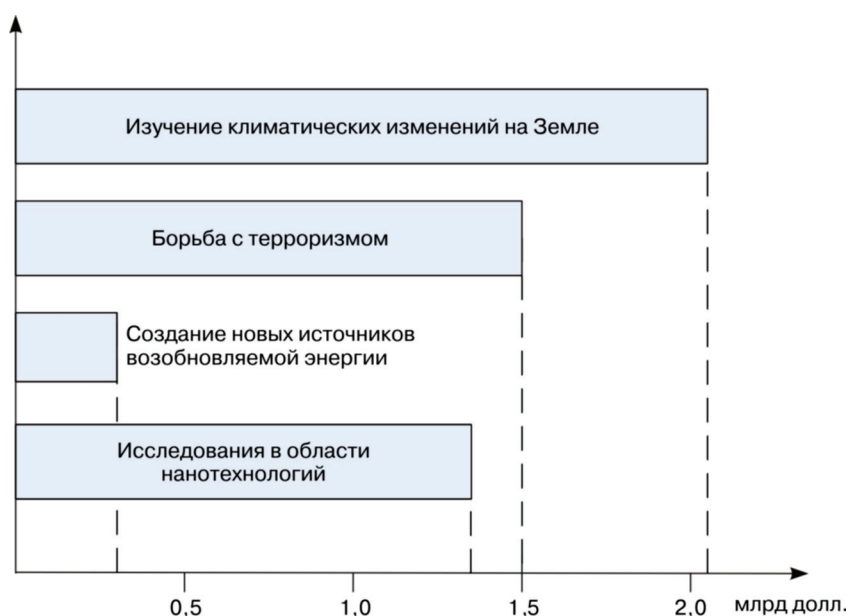 Изучение климатических изменений на Земле
Борьба с терроризмом
Создание новых источников
возобновляемой энергии
Исследования в области
нанотехнологий
0,5 1,0 1,5 2,0 млрд долл.